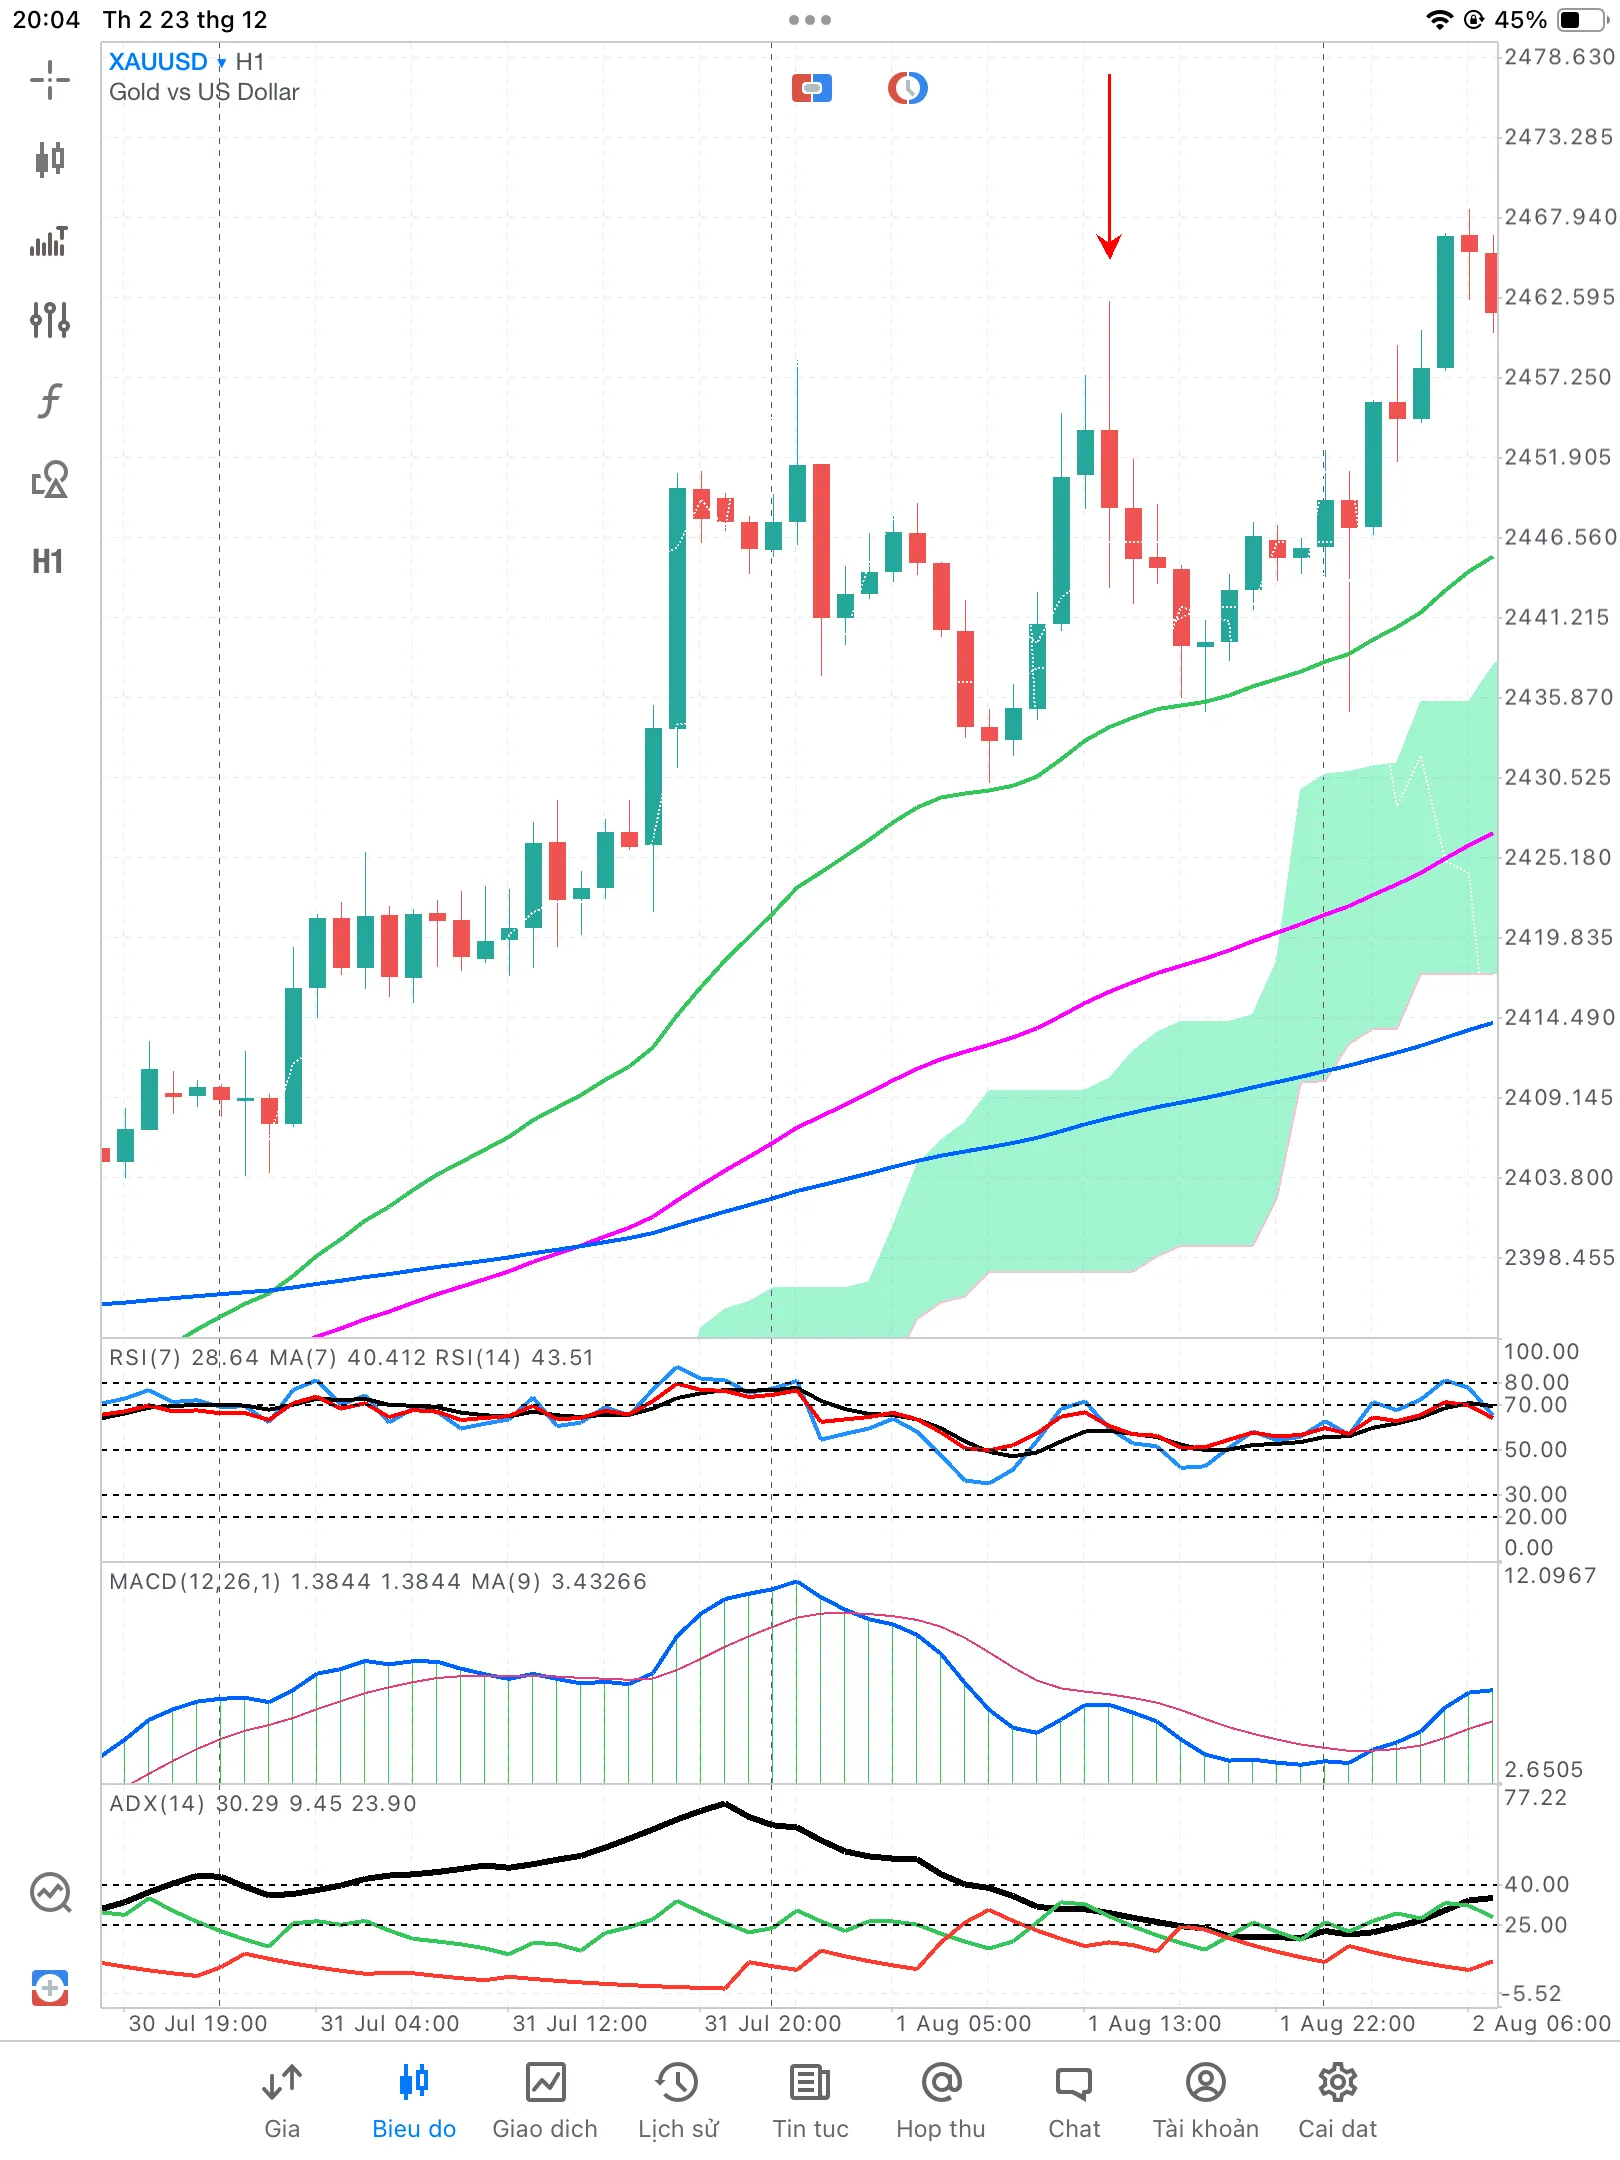 20:04 Th 2 23 thg 12 45%
XAUUSD ▾ H1
Gold vs US Dollar
2478.630
2473.285
2467.940
2462.595
2457.250
2451.905
2446.560
2441.215
2435.870
2430.525
2425.180
2419.835
2414.490
2409.145
2403.800
2398.455
T
f
H1
RSI(7) 28.64 MA(7) 40.412 RSI(14) 43.51
100.00
80.00
70.00
50.00
30.00
20.00
0.00
MACD(12,26,1) 1.3844 1.3844 MA(9) 3.43266
12.0967
2.6505
ADX(14) 30.29 9.45 23.90
77.22
40.00
25.00
-5.52
30 Jul 19:00 31 Jul 04:00 31 Jul 12:00 31 Jul 20:00 1 Aug 05:00 1 Aug 13:00 1 Aug 22:00 2 Aug 06:00
Gia Bieu do Giao dich Lịch sử Tin tuc Hop thu Chat Tài khoản Cai dat